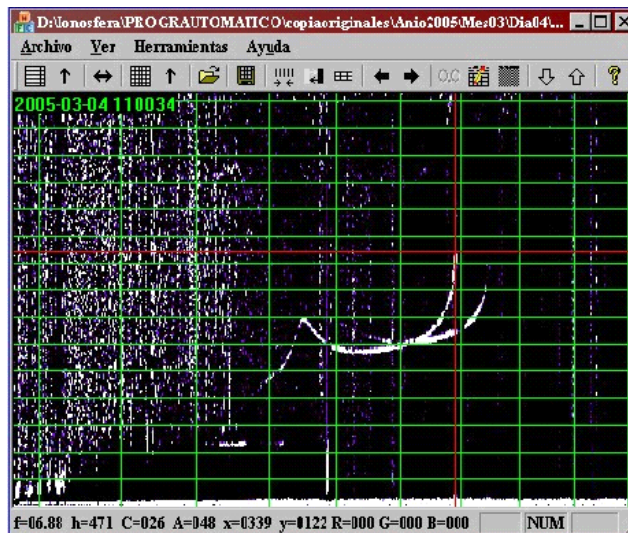 D:\Ionosfera\PROGRAUTOMATICO\copiaoriginales\Anio2005\Mes03\Dia04\...
Archivo Ver Herramientas Ayuda
O,C
2005-03-04 110034
f=06.88 h=471 C=026 A=048 x=0339 y=0122 R=000 G=000 B=000 NUM